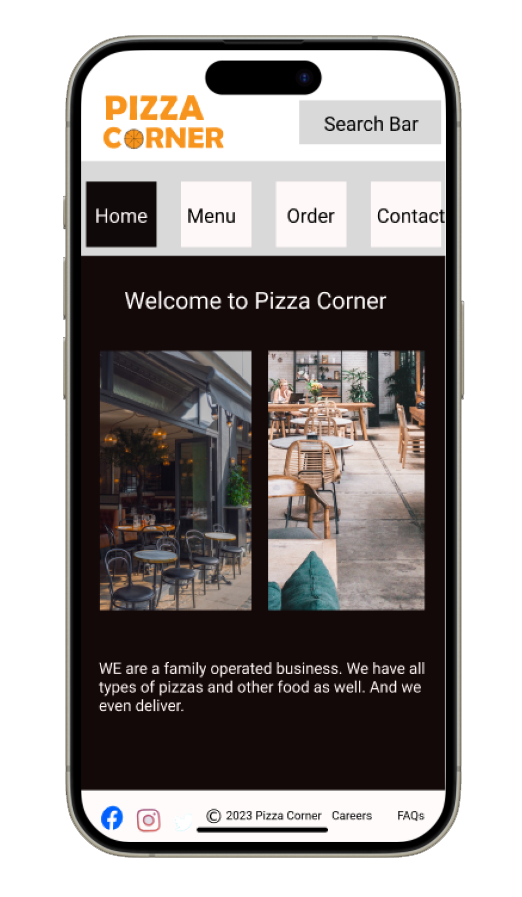 PIZZA
CORNER
Search Bar
Home Menu Order Contact
Welcome to Pizza Corner
WE are a family operated business. We have all
types of pizzas and other food as well. And we
even deliver.
© 2023 Pizza Corner Careers FAQs